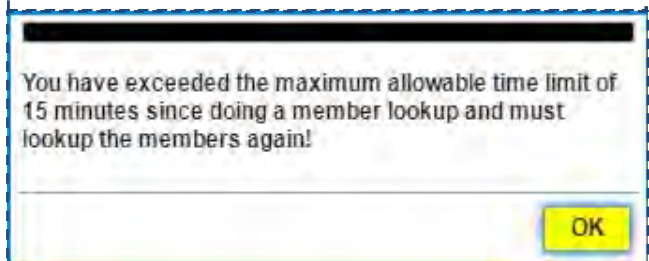 You have exceeded the maximum allowable time limit of
15 minutes since doing a member lookup and must
lookup the members again!
OK